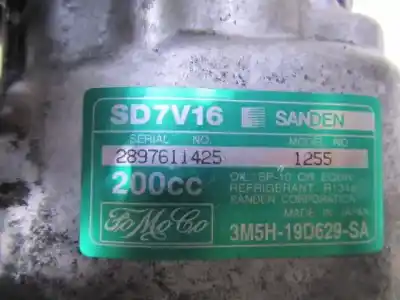 SD7V16 SANDEN
SERIAL NO. MODEL NO.
2897611425 1255
200cc
OIL SP-10 OR EQUIV
REFRIGERANT R134a
SANDEN CORPORATION
MADE IN JAPAN
FoMoCo
3M5H-19D629-SA